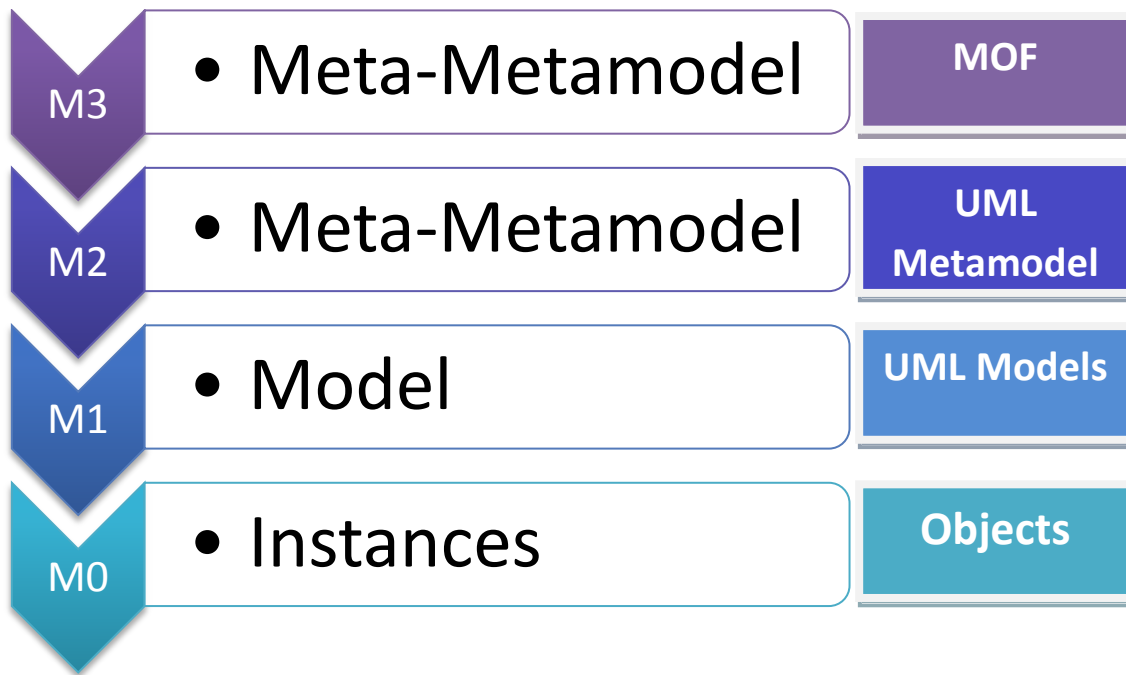 M3
• Meta-Metamodel
MOF
M2
• Meta-Metamodel
UML
Metamodel
M1
• Model
UML Models
M0
• Instances
Objects